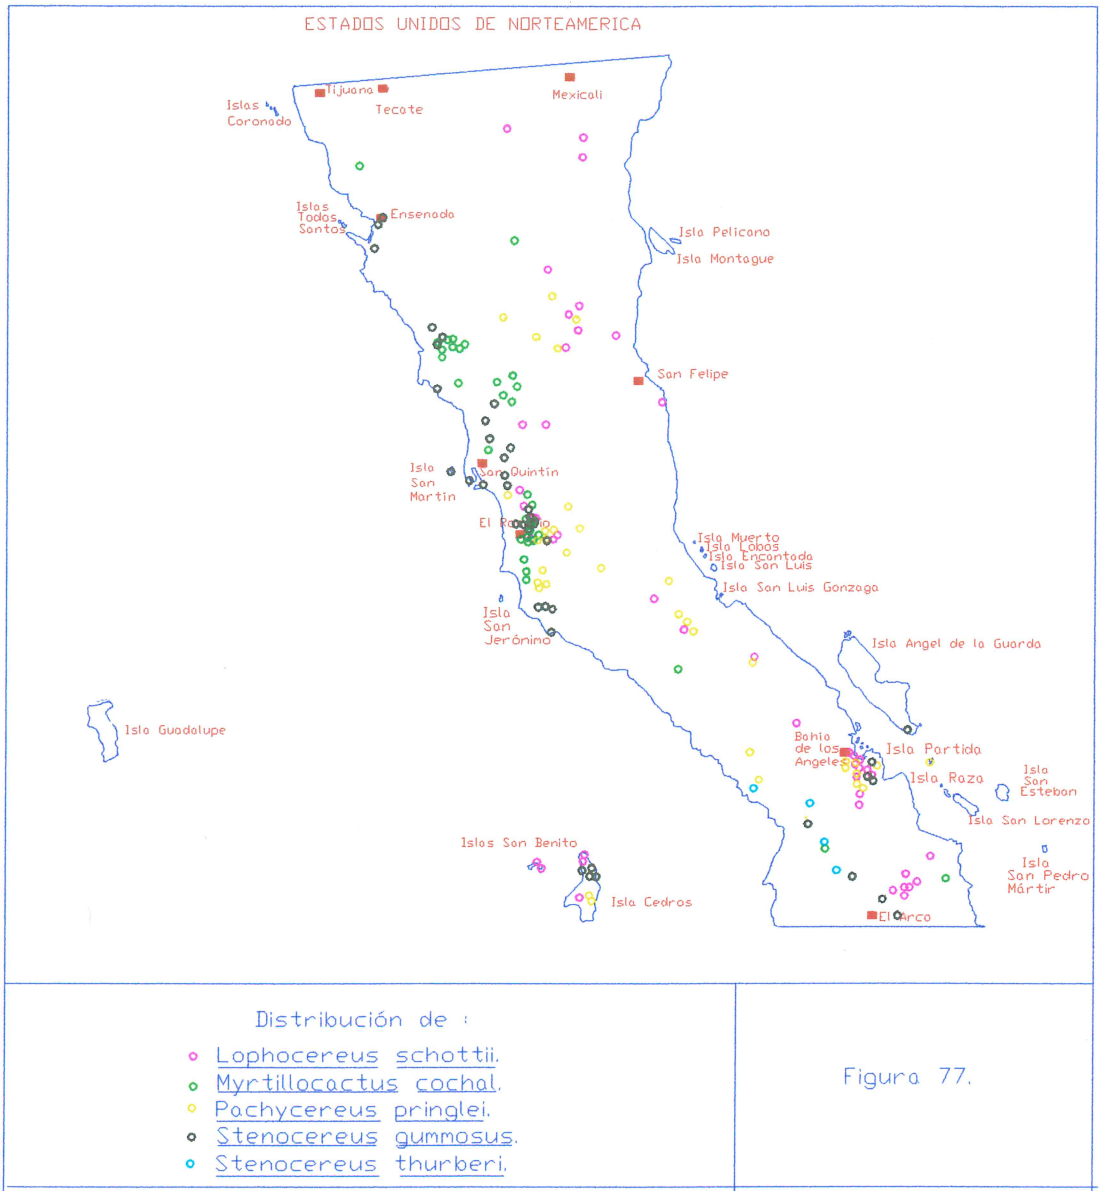 ESTADOS UNIDOS DE NORTEAMERICA
Tijuana
Tecate
Mexicali
Islas
Coronado
Islas
Todos
Santos
Ensenada
Isla Pelicano
Isla Montague
San Felipe
Isla
San
Martín
San Quintín
El Rosario
Isla Muerto
Isla Lobos
Isla Encantada
Isla San Luis
Isla San Luis Gonzaga
Isla
San
Jerónimo
Isla Angel de la Guarda
Isla Guadalupe
Bahia
de los
Angeles
Isla Partida
Isla Raza
Isla
San
Esteban
Isla San Lorenzo
Islas San Benito
Isla Cedros
Isla
San Pedro
Mártir
El Arco
Distribución de :
Lophocereus schottii.
Myrtillocactus cochal.
Pachycereus pringlei.
Stenocereus gummosus.
Stenocereus thurberi.
Figura 77.